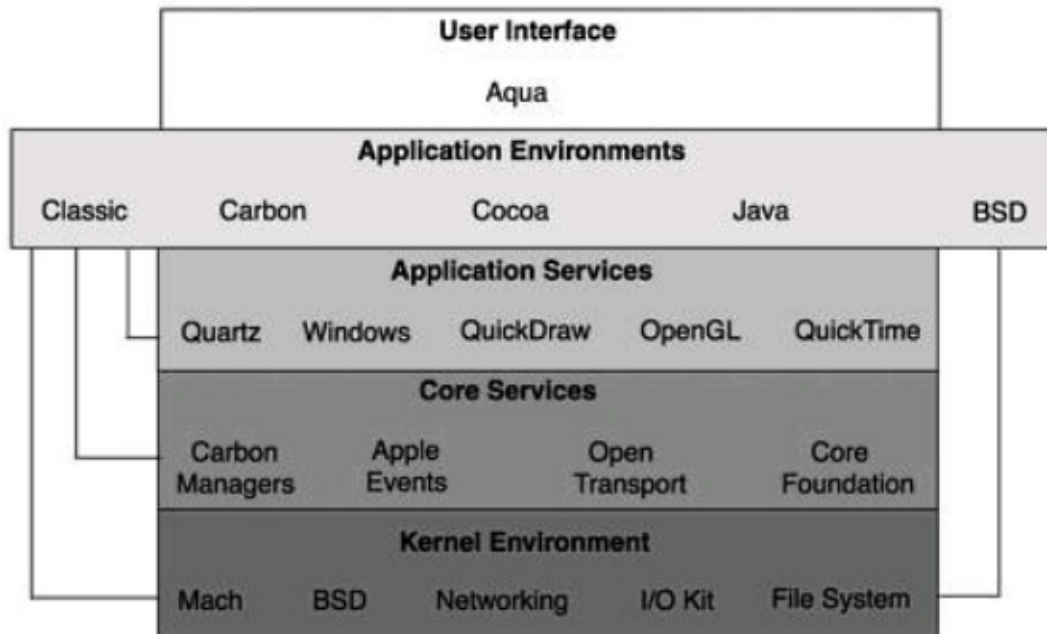 User Interface
Aqua
Application Environments
Classic Carbon Cocoa Java BSD
Application Services
Quartz Windows QuickDraw OpenGL QuickTime
Core Services
Carbon Apple Open Core
Managers Events Transport Foundation
Kernel Environment
Mach BSD Networking I/O Kit File System